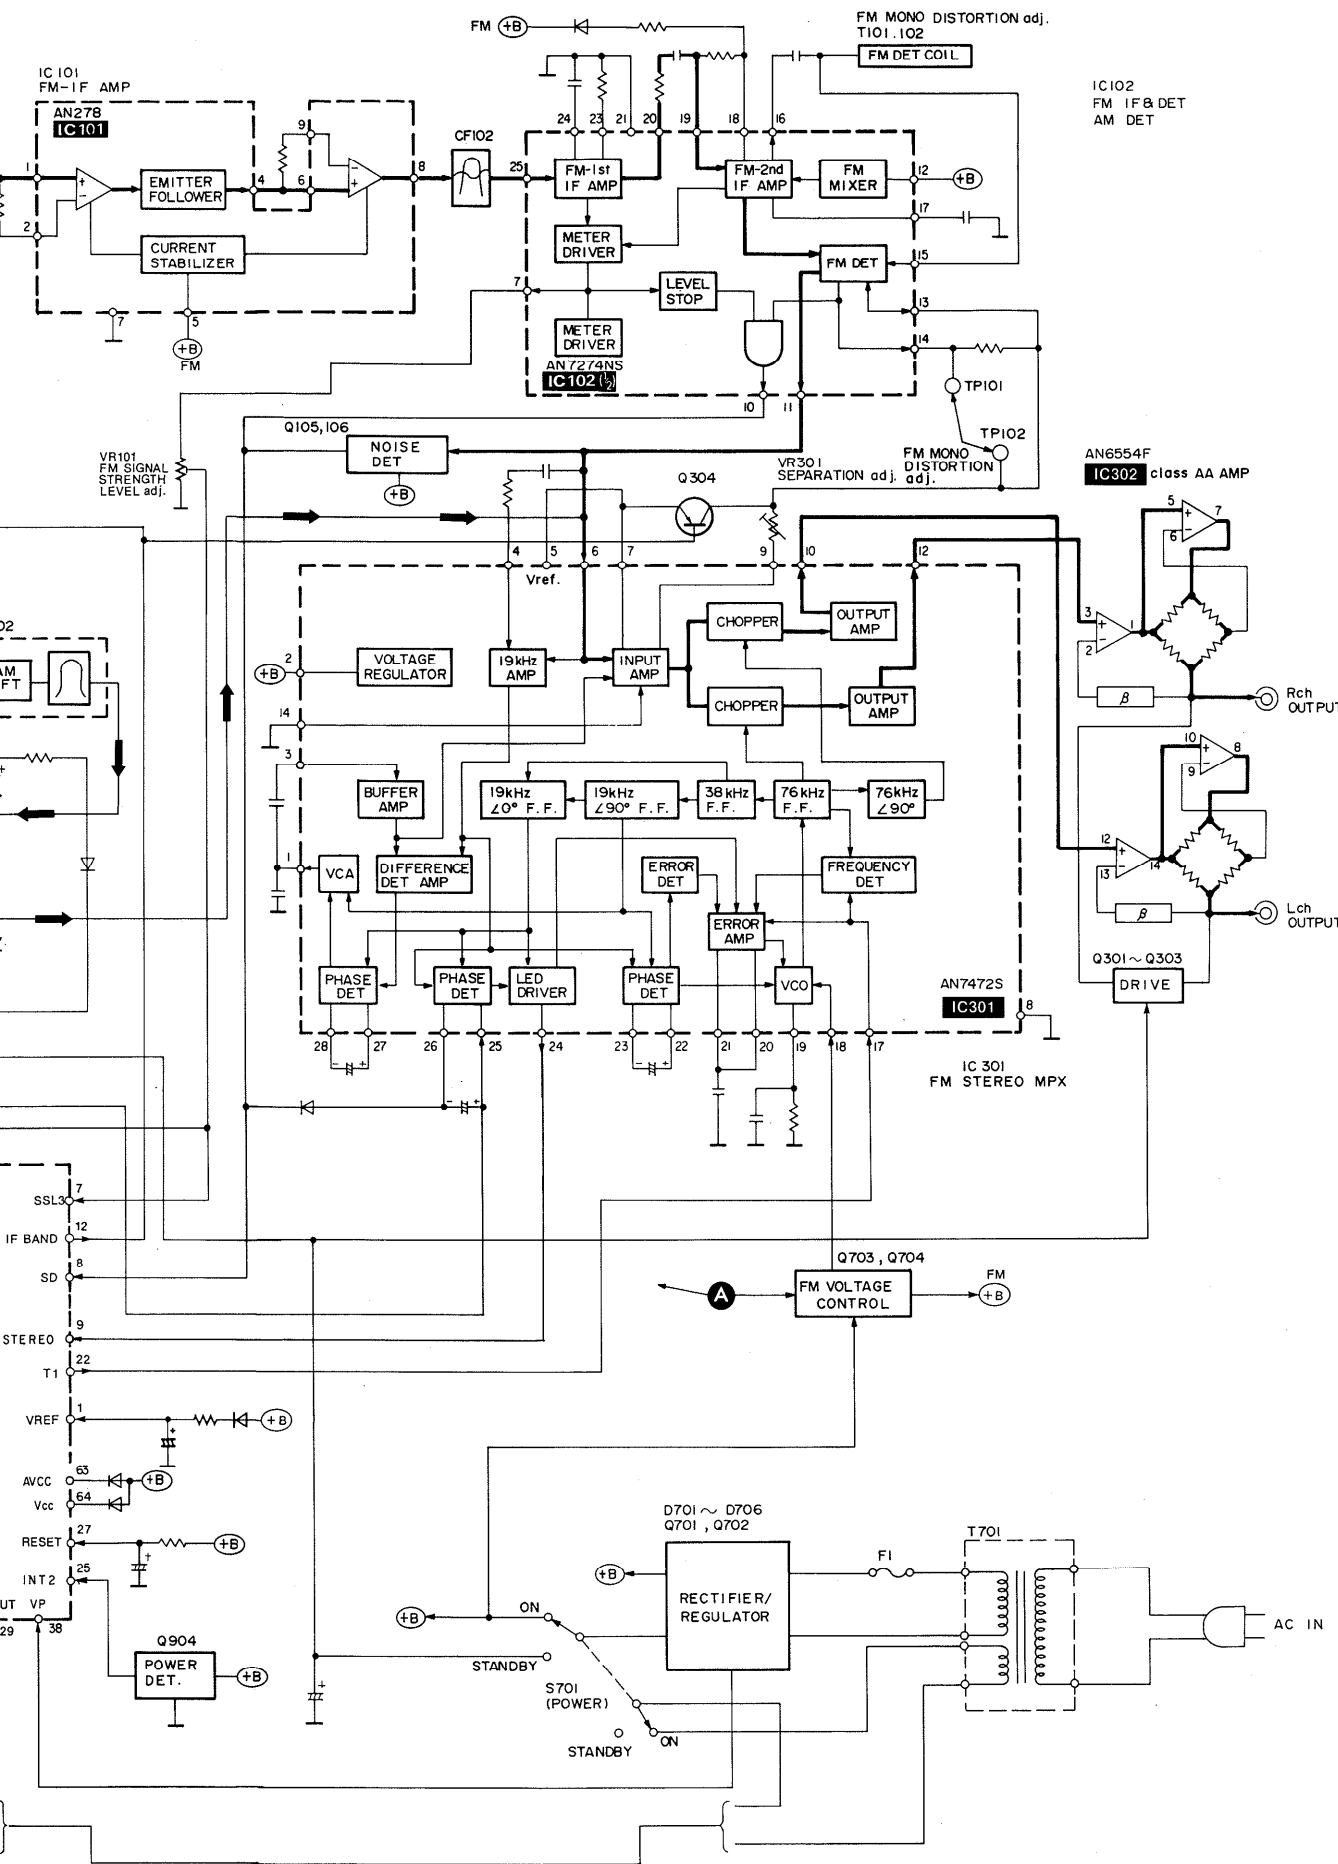 FM +B
FM MONO DISTORTION adj.
T101.102
FM DET COIL
IC102
FM IF&DET
AM DET
IC101
FM-IF AMP
AN278
IC101
1
2
+
-
EMITTER
FOLLOWER
4
6
9
-
+
8
CURRENT
STABILIZER
7
5
+B
FM
CF102
24
23
21
20
19
18
16
25
FM-1st
IF AMP
FM-2nd
IF AMP
FM
MIXER
12
+B
17
METER
DRIVER
FM DET
15
7
LEVEL
STOP
13
METER
DRIVER
14
AN7274NS
IC102 (1/2)
10
11
TP101
TP102
Q105,106
NOISE
DET
+B
VR101
FM SIGNAL
STRENGTH
LEVEL adj.
Q304
VR301
SEPARATION adj.
FM MONO
DISTORTION
adj.
AN6554F
IC302 class AA AMP
5
6
7
+
-
4
5
6
7
9
10
12
Vref.
3
2
1
+
-
β
Rch
OUTPUT
02
AM
FT
+B
2
VOLTAGE
REGULATOR
19kHz
AMP
INPUT
AMP
CHOPPER
OUTPUT
AMP
CHOPPER
OUTPUT
AMP
14
3
BUFFER
AMP
19kHz
∠0° F.F.
19kHz
∠90° F.F.
38kHz
F.F.
76kHz
F.F.
76kHz
∠90°
10
9
8
+
-
12
13
14
+
-
β
Lch
OUTPUT
1
VCA
DIFFERENCE
DET AMP
ERROR
DET
FREQUENCY
DET
ERROR
AMP
PHASE
DET
PHASE
DET
LED
DRIVER
PHASE
DET
VCO
AN7472S
IC301
8
Q301~Q303
DRIVE
28
27
26
25
24
23
22
21
20
19
18
17
- +
- +
- +
IC301
FM STEREO MPX
SSL3 7
IF BAND 12
SD 8
STEREO 9
T1 22
VREF 1
+B
+
AVCC 63
+B
Vcc 64
RESET 27
+B
+
INT2 25
UT VP
29
38
Q904
POWER
DET.
+B
Q703,Q704
A
FM VOLTAGE
CONTROL
FM
+B
D701~D706
Q701,Q702
+B
RECTIFIER/
REGULATOR
F1
T701
AC IN
+B
ON
STANDBY
S701
(POWER)
+
ON
STANDBY